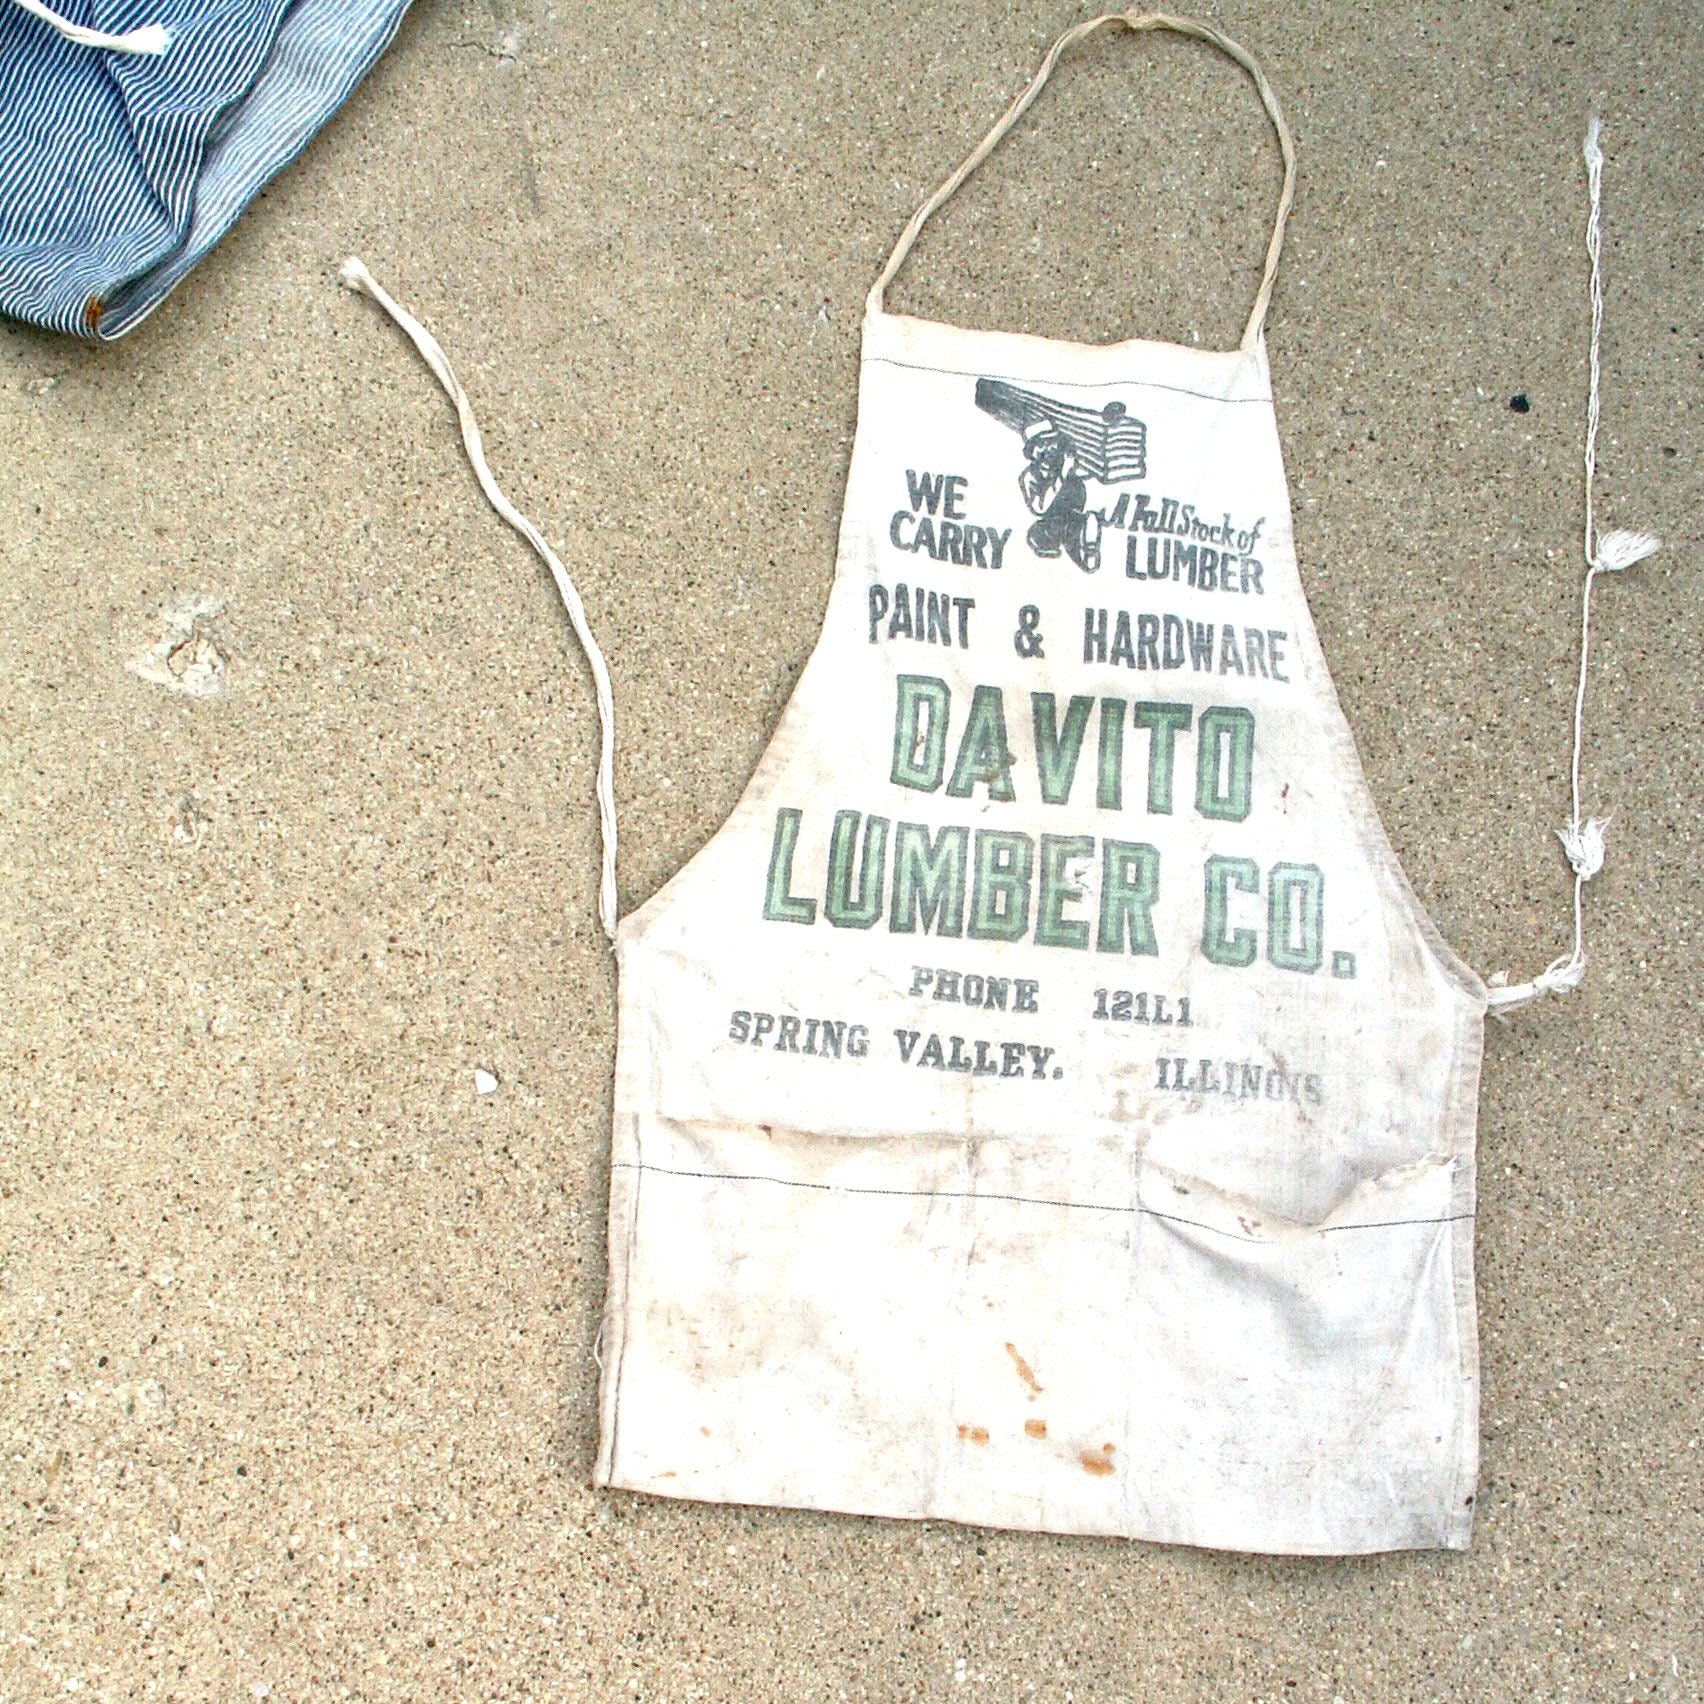 WE CARRY
A Full Stock of
LUMBER
PAINT & HARDWARE
DAVITO
LUMBER CO.
PHONE 121L1
SPRING VALLEY. ILLINOIS